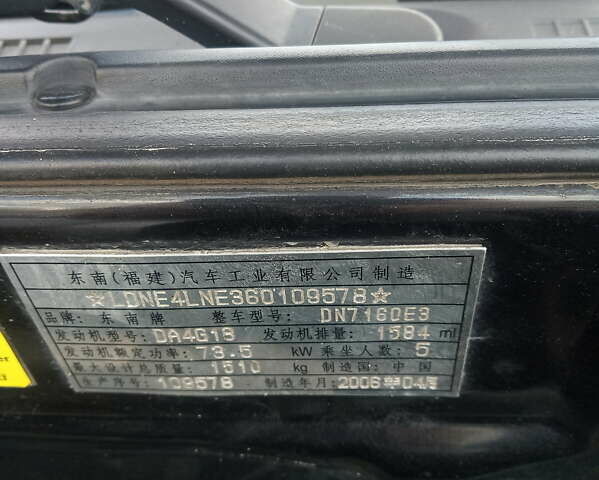 东南(福建)汽车工业有限公司制造
☆LDNE4LNE360109578☆
品牌: 东南牌 整车型号: DN7160E3
发动机型号: DA4G18 发动机排量: 1584 ml
发动机额定功率: 73.5 kW 乘坐人数: 5
最大设计总质量: 1510 kg 制造国: 中国
生产序号: 109578 制造年月: 2006年04月